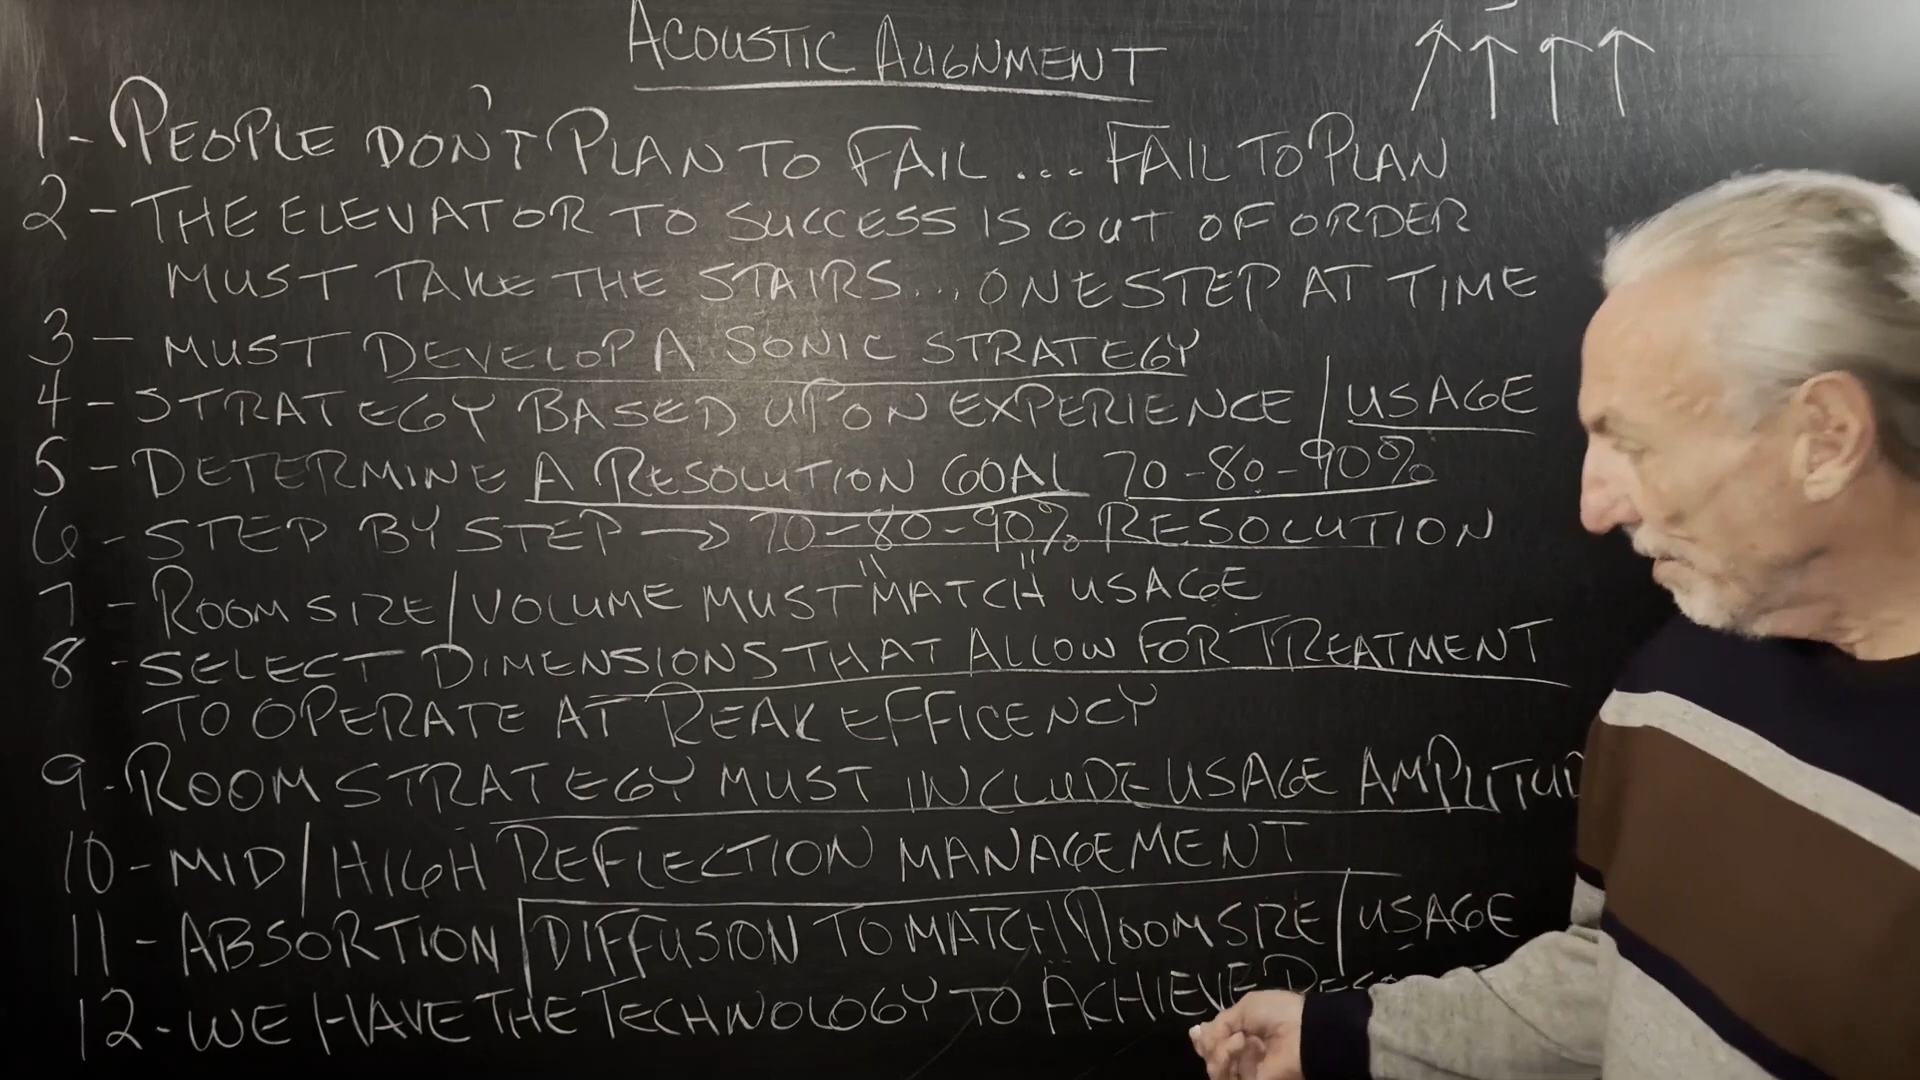 ACOUSTIC ALIGNMENT
1 - PEOPLE DON'T PLAN TO FAIL ... FAIL TO PLAN
2 - THE ELEVATOR TO SUCCESS IS OUT OF ORDER
MUST TAKE THE STAIRS... ONE STEP AT TIME
3 - MUST DEVELOP A SONIC STRATEGY
4 - STRATEGY BASED UPON EXPERIENCE / USAGE
5 - DETERMINE A RESOLUTION GOAL 70-80-90%
6 - STEP BY STEP → 70-80-90% RESOLUTION
7 - ROOM SIZE/VOLUME MUST "MATCH" USAGE
8 - SELECT DIMENSIONS THAT ALLOW FOR TREATMENT
TO OPERATE AT PEAK EFFICENCY
9 - ROOM STRATEGY MUST INCLUDE USAGE AMPLITUD
10 - MID/HIGH REFLECTION MANAGEMENT
11 - ABSORTION/DIFFUSION TO MATCH ROOM SIZE/USAGE
12 - WE HAVE THE TECHNOLOGY TO ACHIEVE